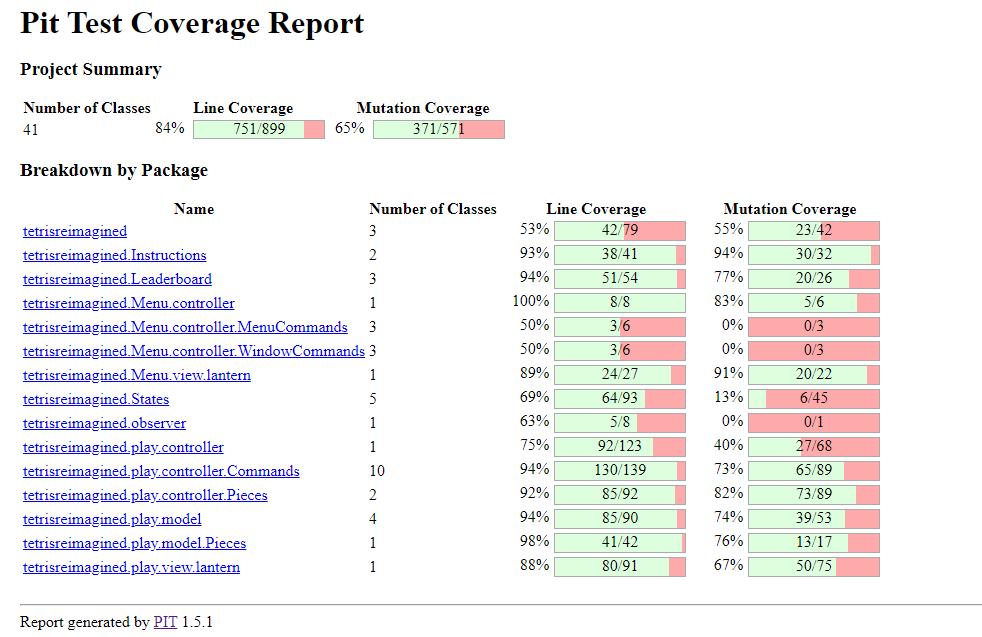 Pit Test Coverage Report
Project Summary
Number of Classes Line Coverage Mutation Coverage
41 84% 751/899 65% 371/571
Breakdown by Package
Name Number of Classes Line Coverage Mutation Coverage
tetrisreimagined 3 53% 42/79 55% 23/42
tetrisreimagined.Instructions 2 93% 38/41 94% 30/32
tetrisreimagined.Leaderboard 3 94% 51/54 77% 20/26
tetrisreimagined.Menu.controller 1 100% 8/8 83% 5/6
tetrisreimagined.Menu.controller.MenuCommands 3 50% 3/6 0% 0/3
tetrisreimagined.Menu.controller.WindowCommands 3 50% 3/6 0% 0/3
tetrisreimagined.Menu.view.lantern 1 89% 24/27 91% 20/22
tetrisreimagined.States 5 69% 64/93 13% 6/45
tetrisreimagined.observer 1 63% 5/8 0% 0/1
tetrisreimagined.play.controller 1 75% 92/123 40% 27/68
tetrisreimagined.play.controller.Commands 10 94% 130/139 73% 65/89
tetrisreimagined.play.controller.Pieces 2 92% 85/92 82% 73/89
tetrisreimagined.play.model 4 94% 85/90 74% 39/53
tetrisreimagined.play.model.Pieces 1 98% 41/42 76% 13/17
tetrisreimagined.play.view.lantern 1 88% 80/91 67% 50/75
Report generated by PIT 1.5.1